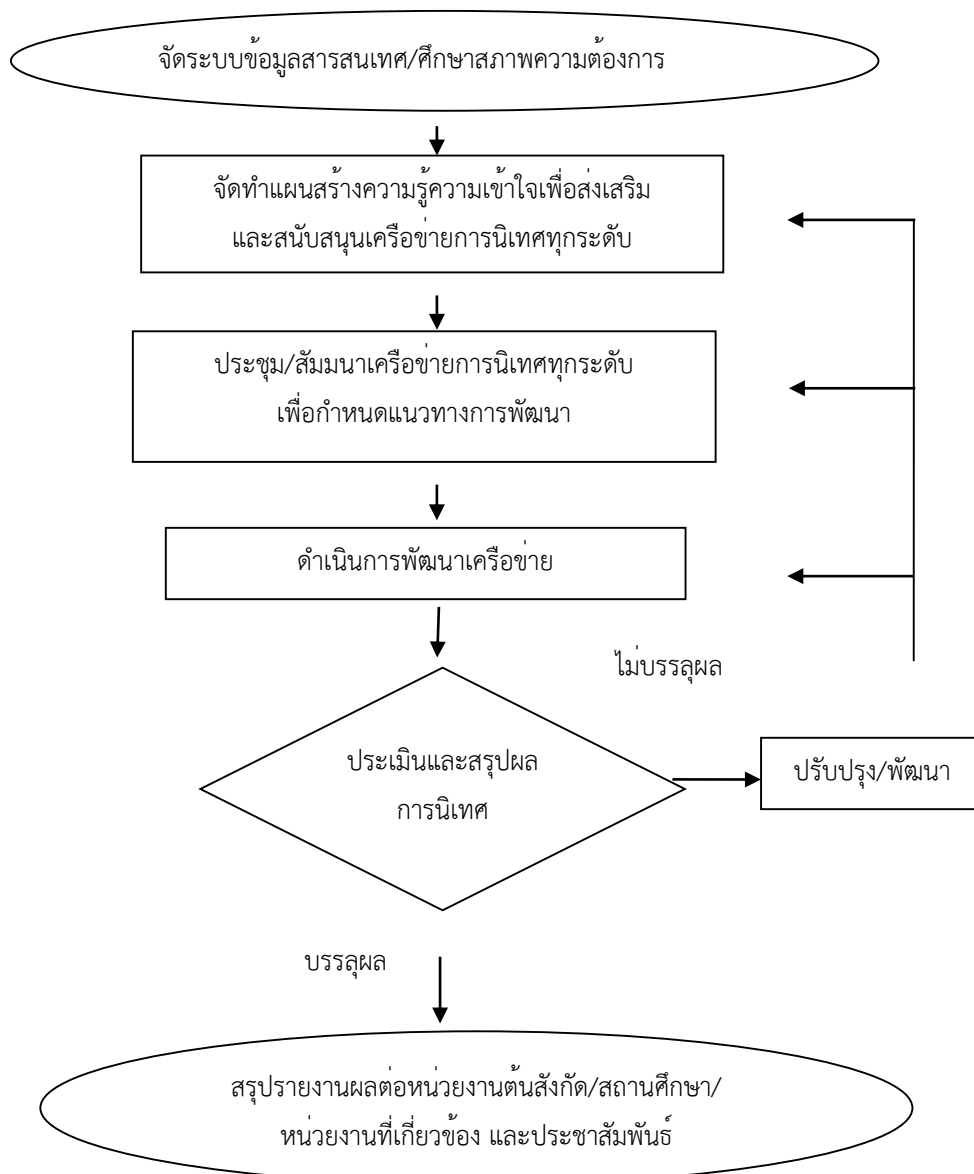 จัดระบบข้อมูลสารสนเทศ/ศึกษาสภาพความต้องการ
จัดทำแผนสร้างความรู้ความเข้าใจเพื่อส่งเสริม
และสนับสนุนเครือข่ายการนิเทศทุกระดับ
ประชุม/สัมมนาเครือข่ายการนิเทศทุกระดับ
เพื่อกำหนดแนวทางการพัฒนา
ดำเนินการพัฒนาเครือข่าย
ไม่บรรลุผล
ประเมินและสรุปผล
การนิเทศ
ปรับปรุง/พัฒนา
บรรลุผล
สรุปรายงานผลต่อหน่วยงานต้นสังกัด/สถานศึกษา/
หน่วยงานที่เกี่ยวข้อง และประชาสัมพันธ์